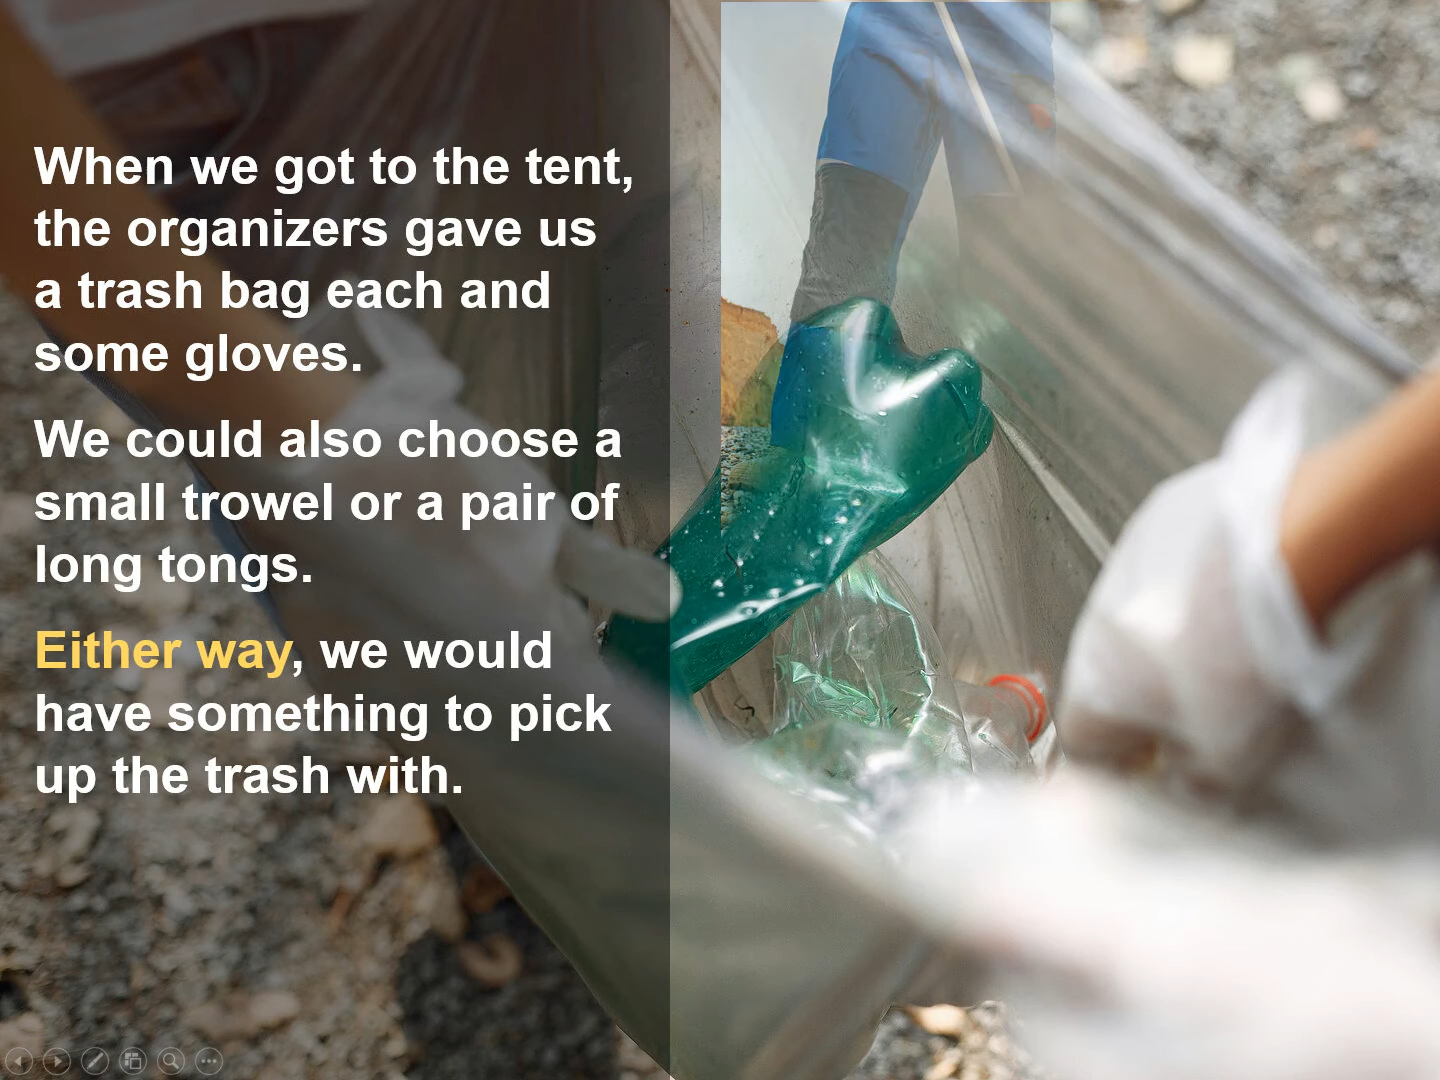 When we got to the tent,
the organizers gave us
a trash bag each and
some gloves.
We could also choose a
small trowel or a pair of
long tongs.
Either way, we would
have something to pick
up the trash with.